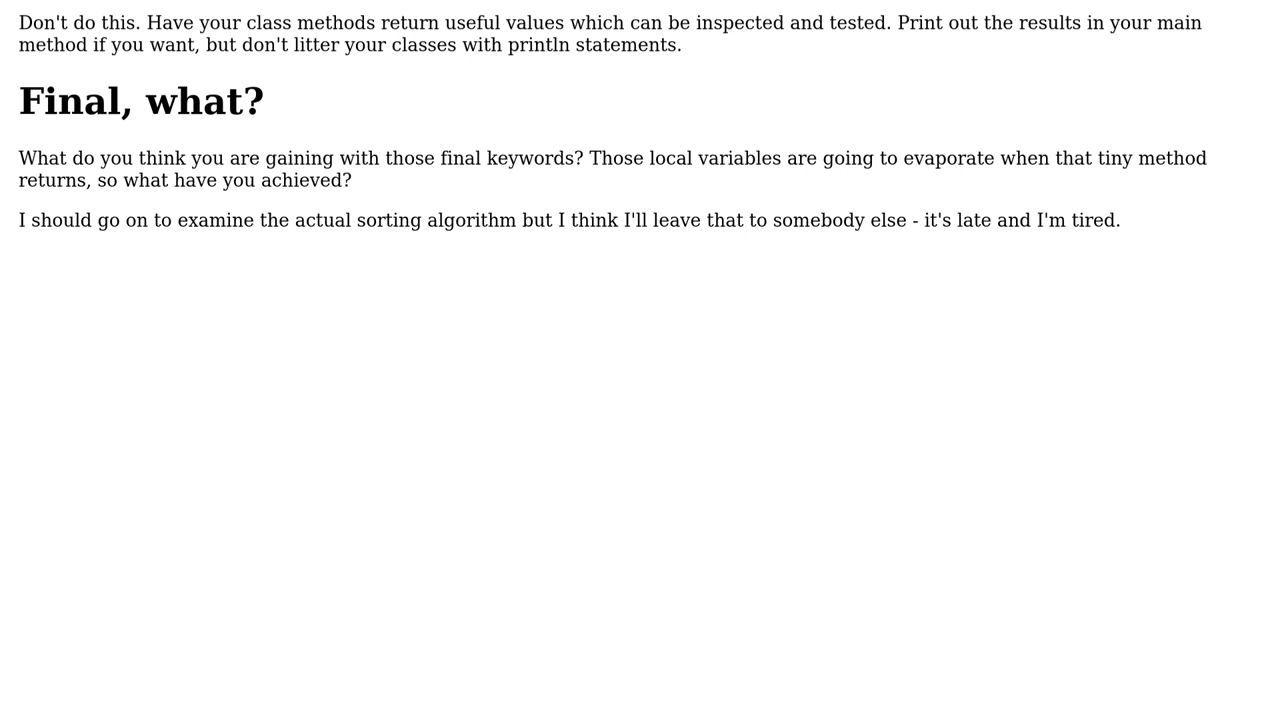 Don't do this. Have your class methods return useful values which can be inspected and tested. Print out the results in your main
method if you want, but don't litter your classes with println statements.
Final, what?
What do you think you are gaining with those final keywords? Those local variables are going to evaporate when that tiny method
returns, so what have you achieved?
I should go on to examine the actual sorting algorithm but I think I'll leave that to somebody else - it's late and I'm tired.